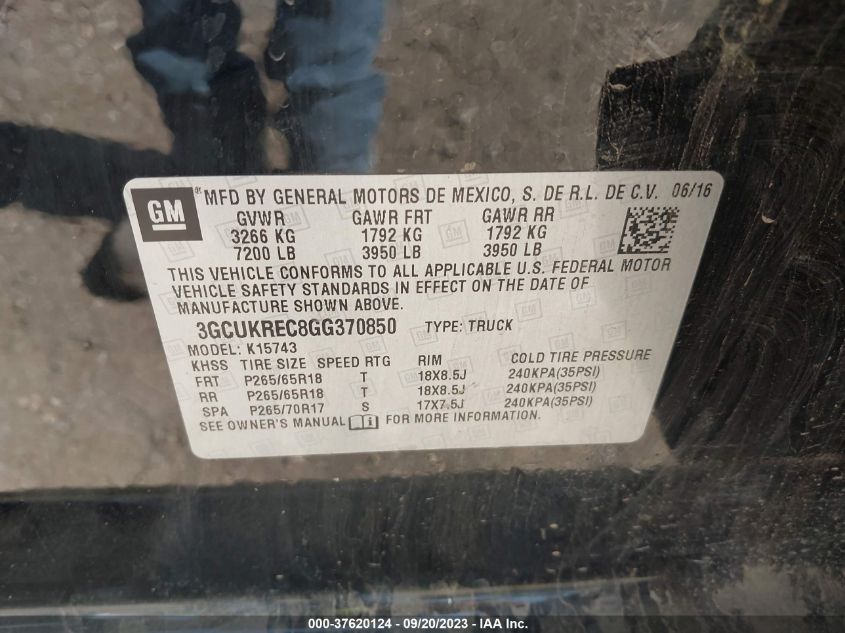 GM ® MFD BY GENERAL MOTORS DE MEXICO, S. DE R.L. DE C.V. 06/16
GVWR GAWR FRT GAWR RR
3266 KG 1792 KG 1792 KG
7200 LB 3950 LB 3950 LB
THIS VEHICLE CONFORMS TO ALL APPLICABLE U.S. FEDERAL MOTOR
VEHICLE SAFETY STANDARDS IN EFFECT ON THE DATE OF
MANUFACTURE SHOWN ABOVE.
3GCUKREC8GG370850 TYPE: TRUCK
MODEL: K15743
KHSS TIRE SIZE SPEED RTG RIM COLD TIRE PRESSURE
FRT P265/65R18 T 18X8.5J 240KPA(35PSI)
RR P265/65R18 T 18X8.5J 240KPA(35PSI)
SPA P265/70R17 S 17X7.5J 240KPA(35PSI)
SEE OWNER'S MANUAL i FOR MORE INFORMATION.
000-37620124 - 09/20/2023 - © IAA Inc.